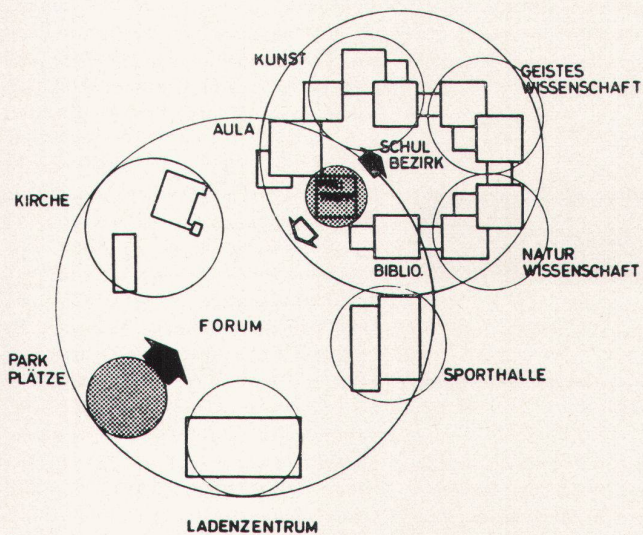 KUNST
GEISTES
WISSENSCHAFT
AULA
SCHUL
BEZIRK
KIRCHE
BIBLIO.
NATUR
WISSENSCHAFT
FORUM
PARK
PLÄTZE
SPORTHALLE
LADENZENTRUM